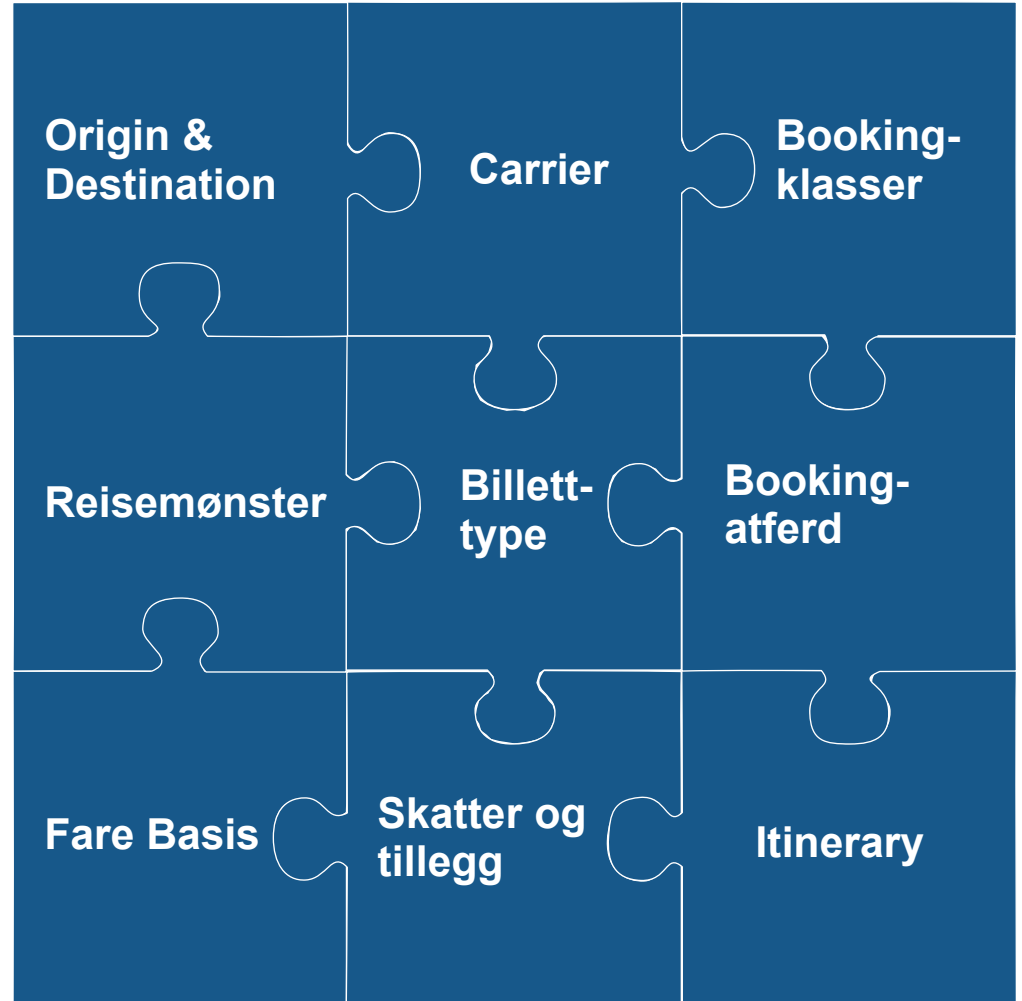 Origin &
Destination
Carrier
Booking-
klasser
Reisemønster
Billett-
type
Booking-
atferd
Fare Basis
Skatter og
tillegg
Itinerary